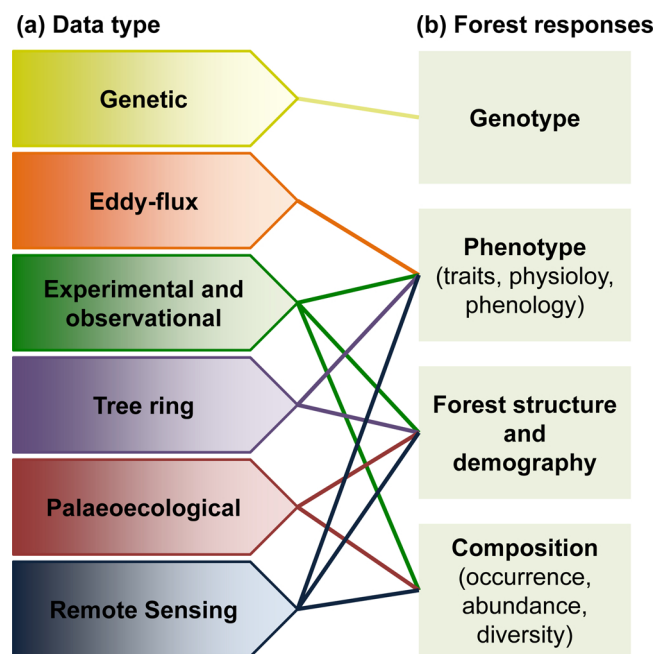 (a) Data type
Genetic
Eddy-flux
Experimental and
observational
Tree ring
Palaeoecological
Remote Sensing
(b) Forest responses
Genotype
Phenotype
(traits, physioloy,
phenology)
Forest structure
and
demography
Composition
(occurrence,
abundance,
diversity)